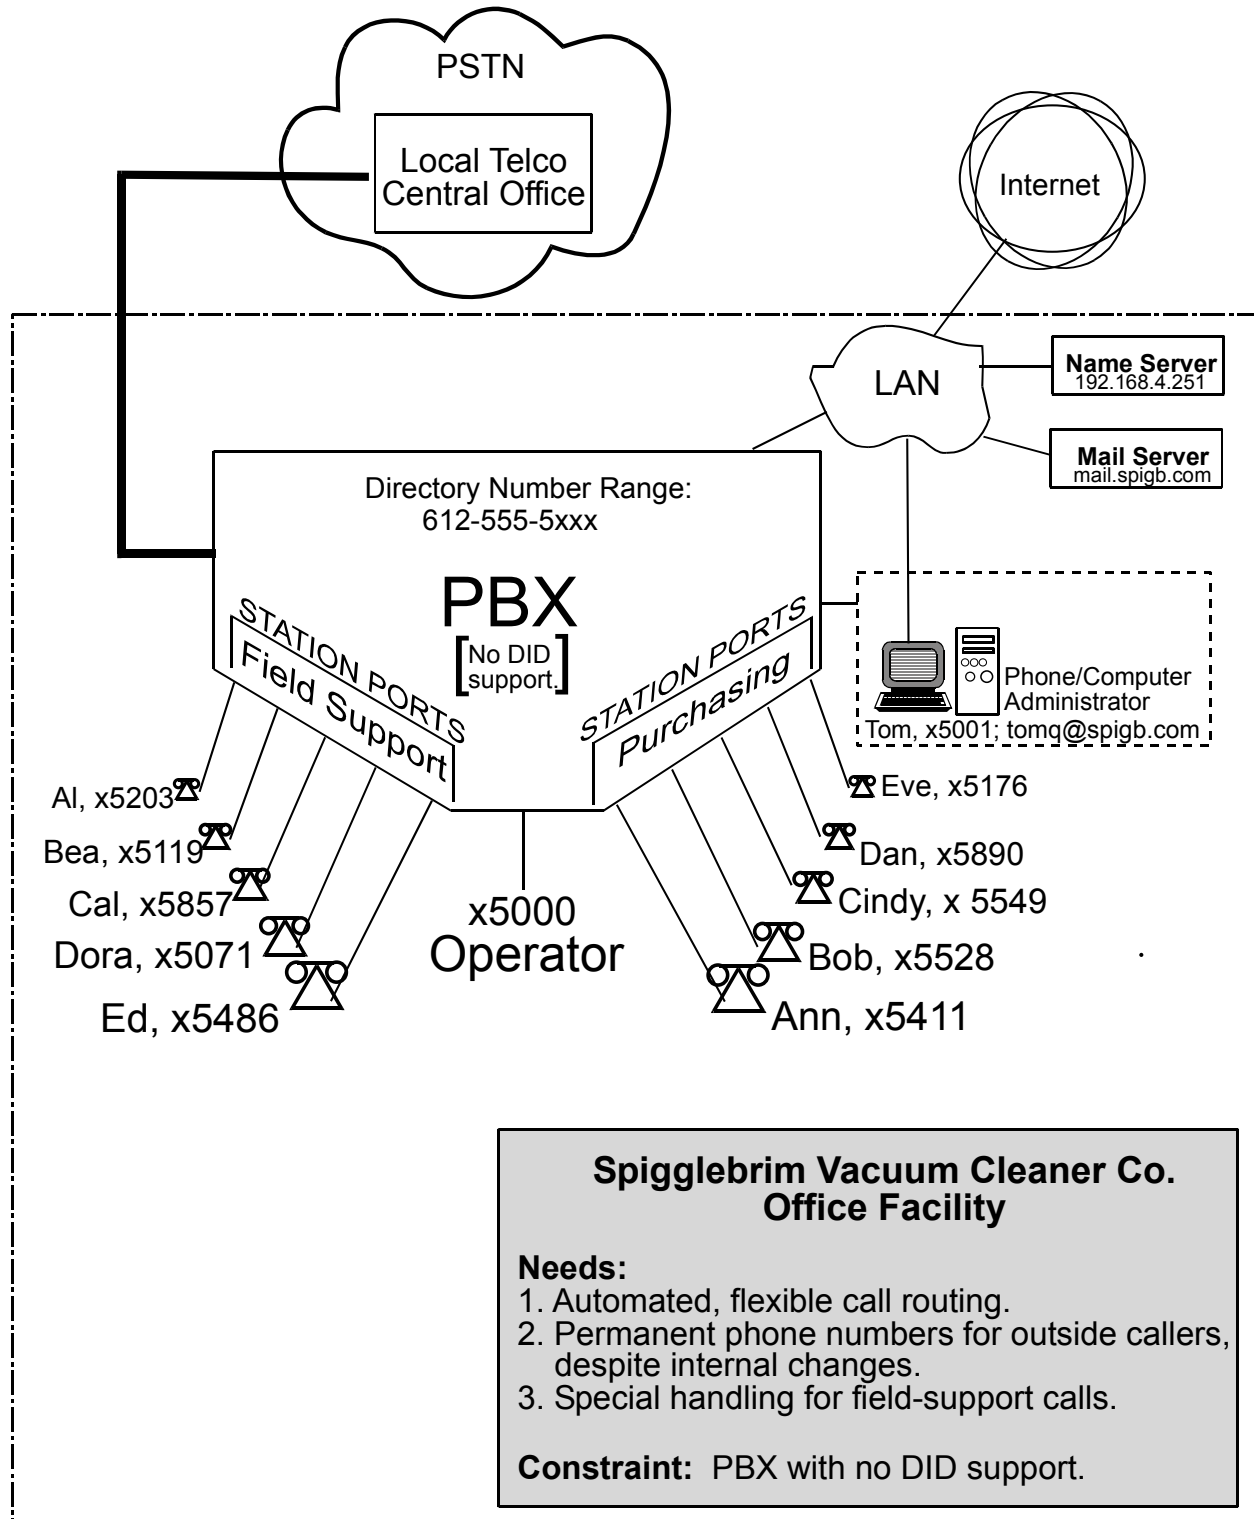 PSTN
Local Telco
Central Office
Internet
LAN
Name Server
192.168.4.251
Mail Server
mail.spigb.com
Directory Number Range:
612-555-5xxx
PBX
[No DID
support.]
STATION PORTS
Field Support
STATION PORTS
Purchasing
Phone/Computer
Administrator
Tom, x5001; tomq@spigb.com
Al, x5203
Bea, x5119
Cal, x5857
Dora, x5071
Ed, x5486
x5000
Operator
Eve, x5176
Dan, x5890
Cindy, x 5549
Bob, x5528
Ann, x5411
Spigglebrim Vacuum Cleaner Co.
Office Facility
Needs:
1. Automated, flexible call routing.
2. Permanent phone numbers for outside callers,
despite internal changes.
3. Special handling for field-support calls.
Constraint: PBX with no DID support.